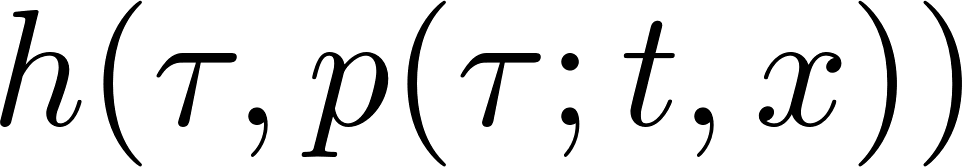 h(τ, p(τ; t, x))